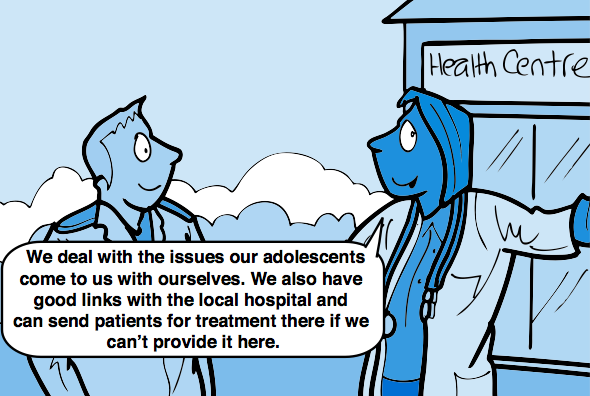 Health Centre
We deal with the issues our adolescents
come to us with ourselves. We also have
good links with the local hospital and
can send patients for treatment there if we
can’t provide it here.